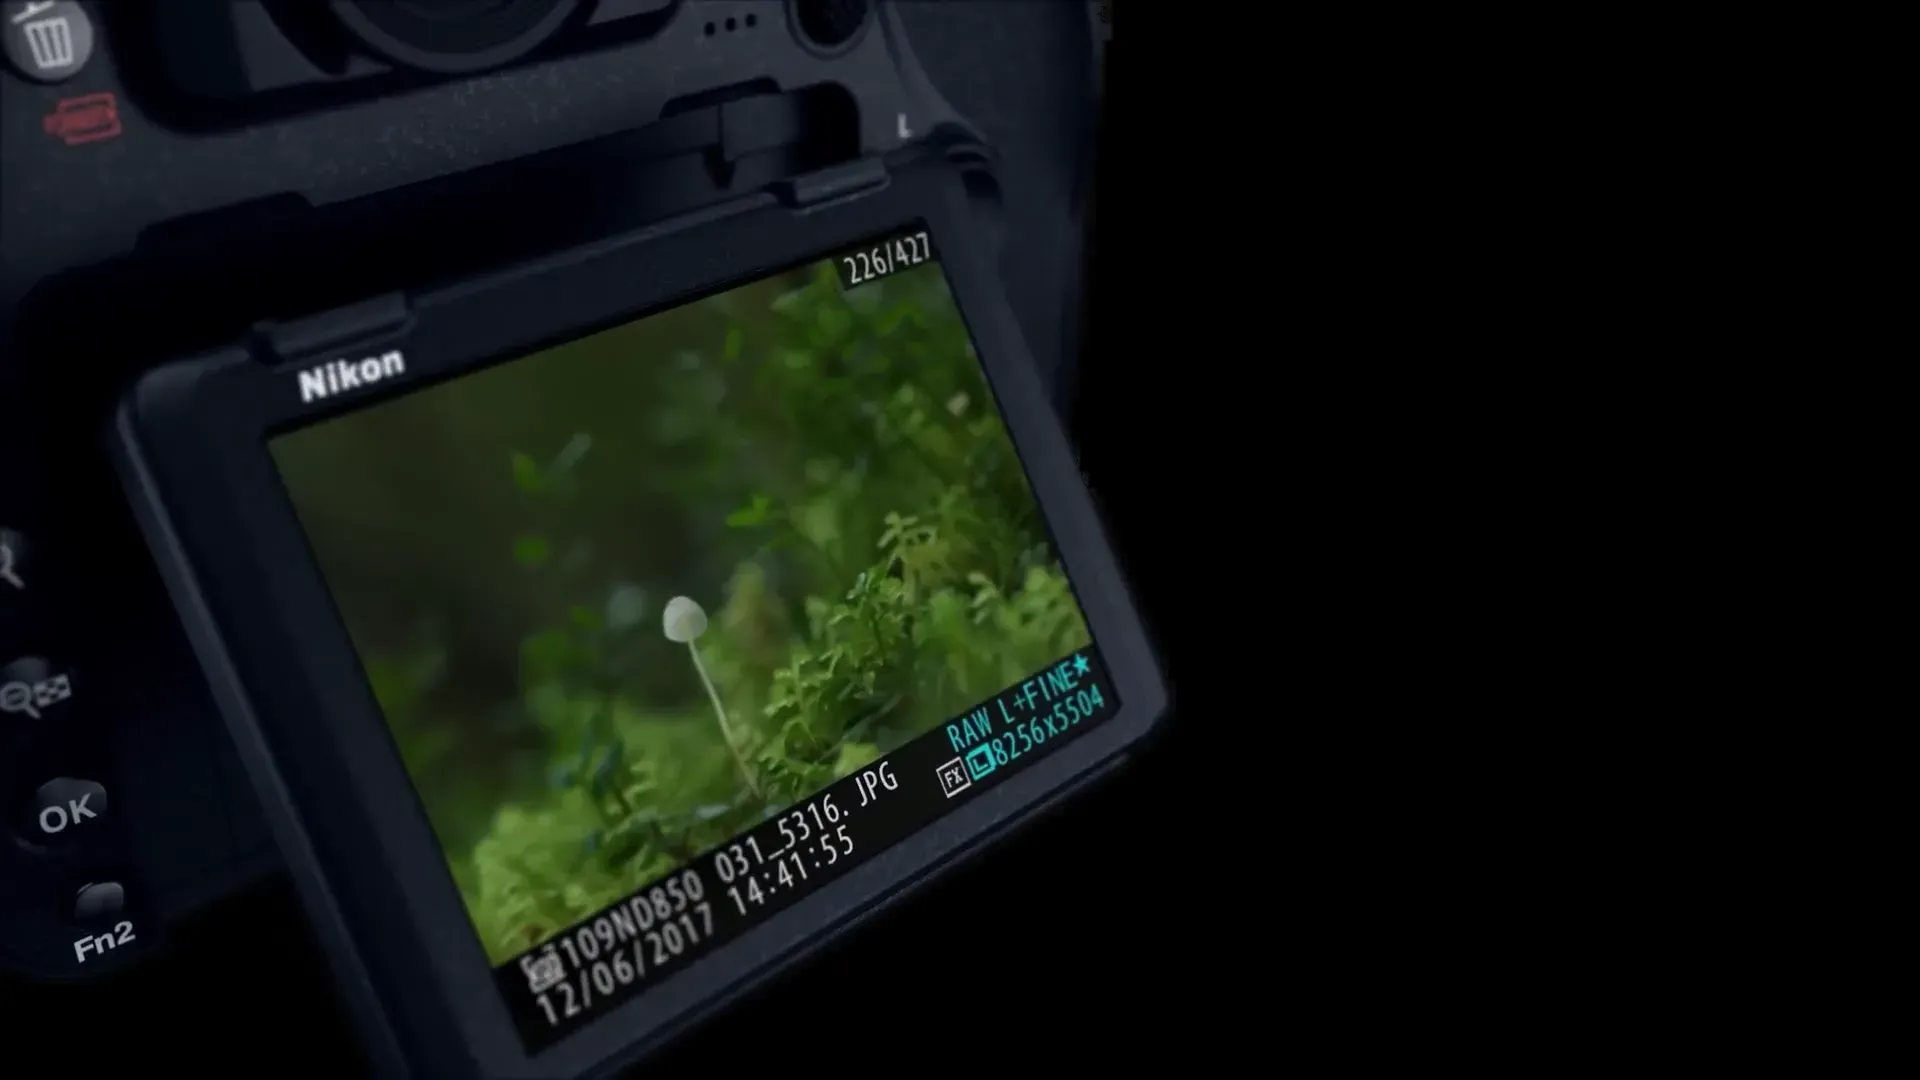 L
226/427
Nikon
RAW L+FINE★
FX L 8256x5504
109ND850 031_5316. JPG
12/06/2017 14:41:55
OK
Fn2